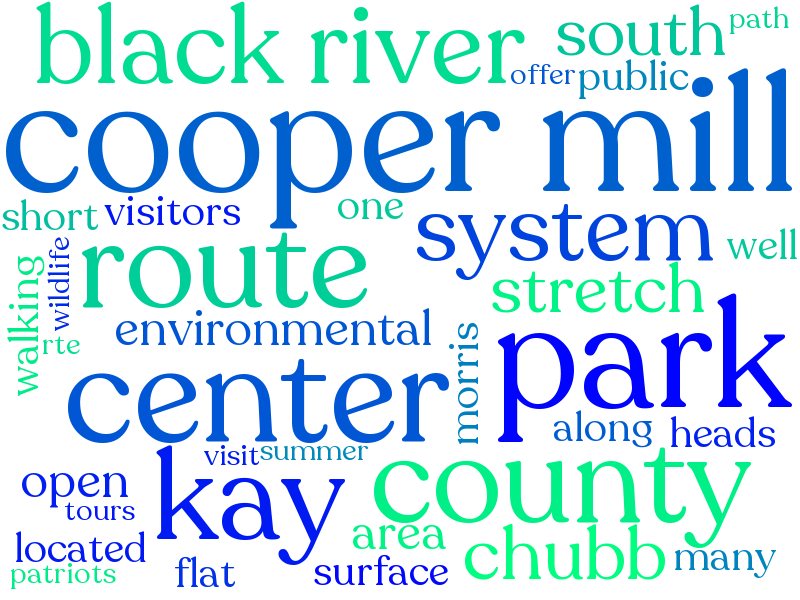 path
black river
south
offer
public
cooper mill
short
visitors
one
system
well
route
walking
wildlife
stretch
environmental
rte
park
morris
center
along
heads
visit
summer
kay
county
open
tours
area
chubb
located
many
patriots
flat
surface